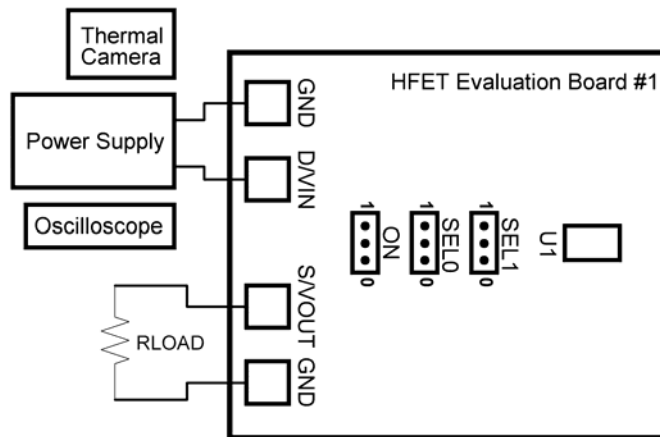 Thermal
Camera
HFET Evaluation Board #1
GND
Power Supply
D/VIN
Oscilloscope
1
ON
0
1
SEL0
0
1
SEL1
0
U1
S/VOUT
RLOAD
GND